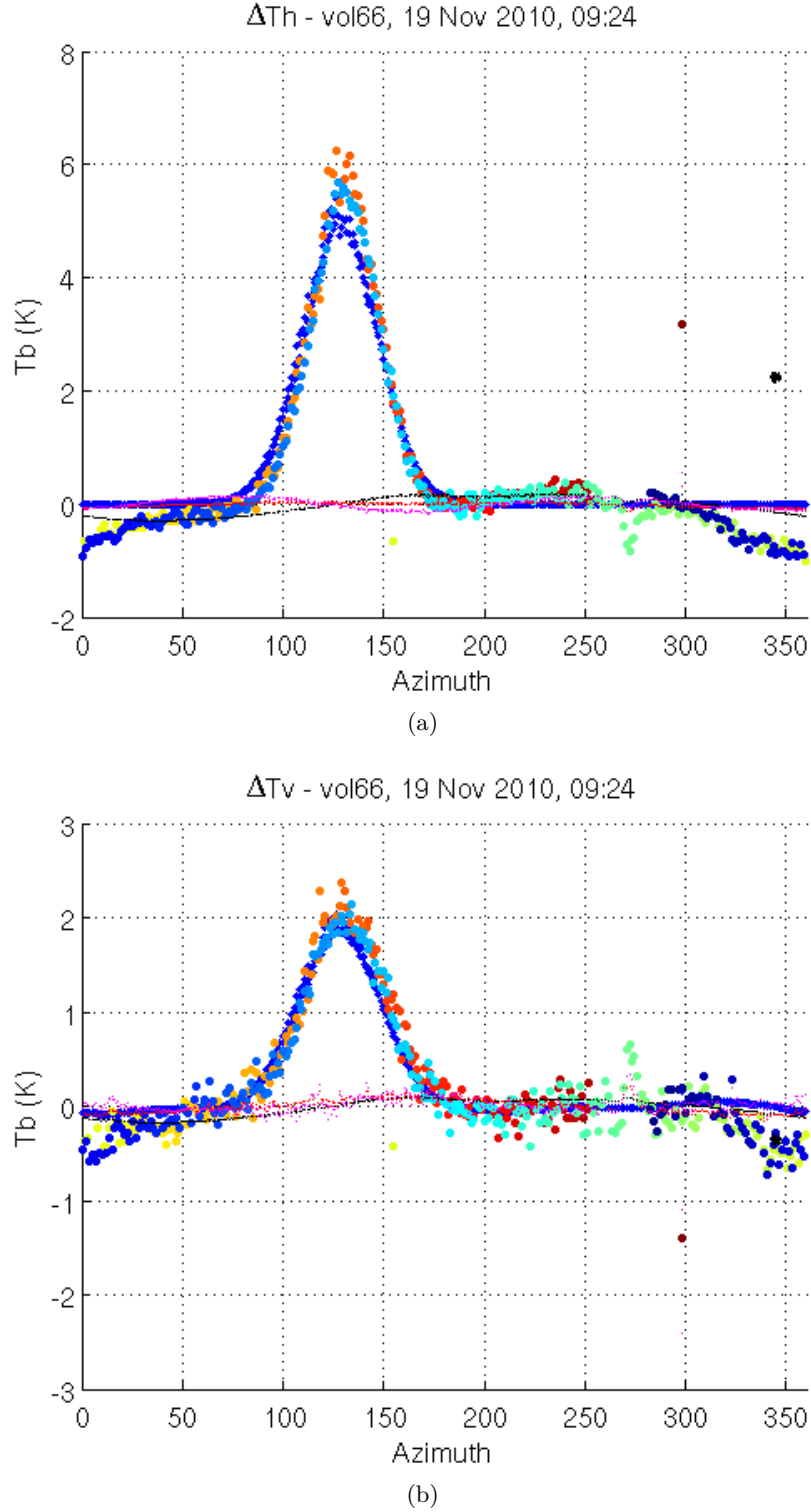 ΔTh - vol66, 19 Nov 2010, 09:24
8
6
4
2
0
-2
Tb (K)
0 50 100 150 200 250 300 350
Azimuth
(a)
ΔTv - vol66, 19 Nov 2010, 09:24
3
2
1
0
-1
-2
-3
Tb (K)
0 50 100 150 200 250 300 350
Azimuth
(b)